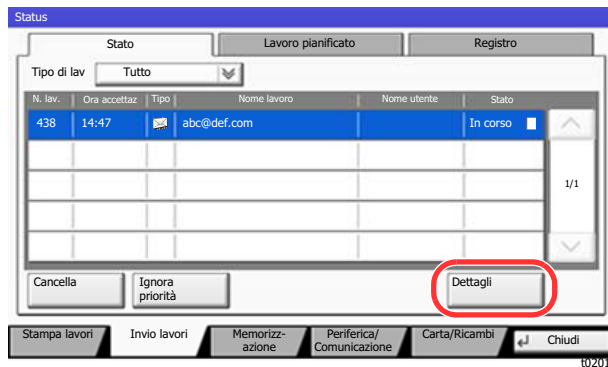 Status
Stato Lavoro pianificato Registro
Tipo di lav Tutto
N. lav. Ora accettaz Tipo Nome lavoro Nome utente Stato
438 14:47 abc@def.com In corso
1/1
Cancella Ignora priorità Dettagli
Stampa lavori Invio lavori Memorizz-azione Periferica/Comunicazione Carta/Ricambi Chiudi
t0201